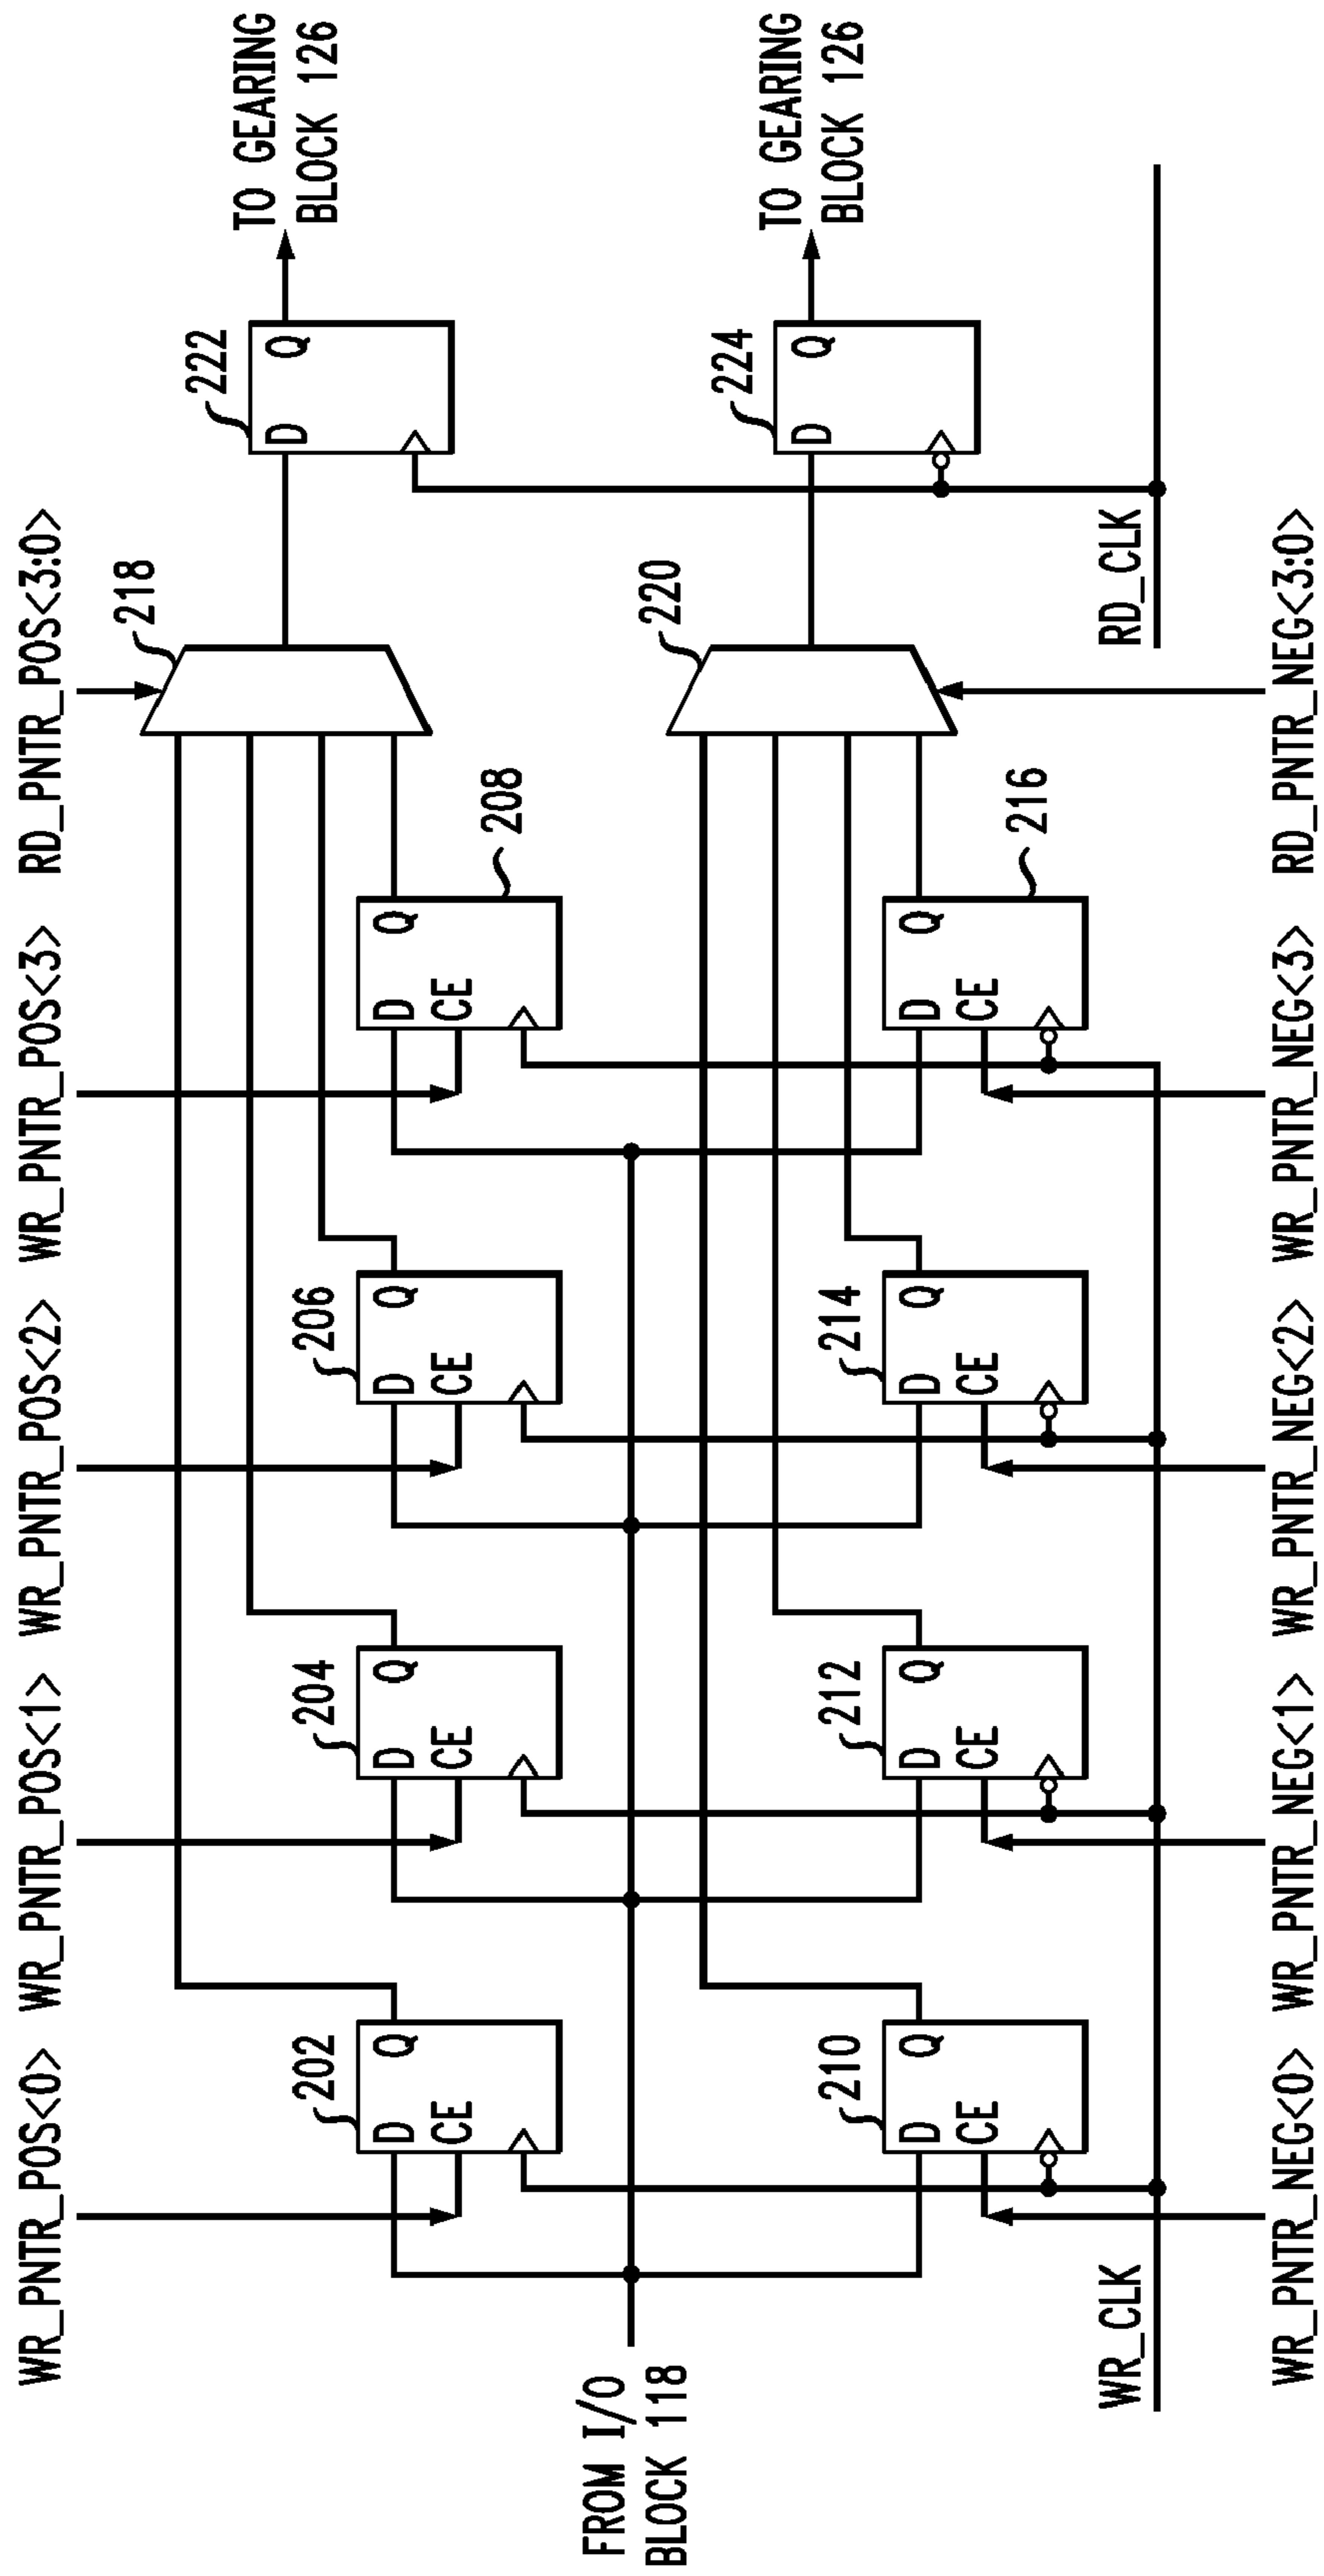 WR_PNTR_POS<0>
WR_PNTR_POS<1>
WR_PNTR_POS<2>
WR_PNTR_POS<3>
RD_PNTR_POS<3:0>
218
222
TO GEARING
BLOCK 126
202
D
Q
CE
204
D
Q
CE
206
D
Q
CE
208
D
Q
CE
D
Q
FROM I/O
BLOCK 118
220
224
TO GEARING
BLOCK 126
210
D
Q
CE
212
D
Q
CE
214
D
Q
CE
216
D
Q
CE
D
Q
WR_CLK
RD_CLK
WR_PNTR_NEG<0>
WR_PNTR_NEG<1>
WR_PNTR_NEG<2>
WR_PNTR_NEG<3>
RD_PNTR_NEG<3:0>